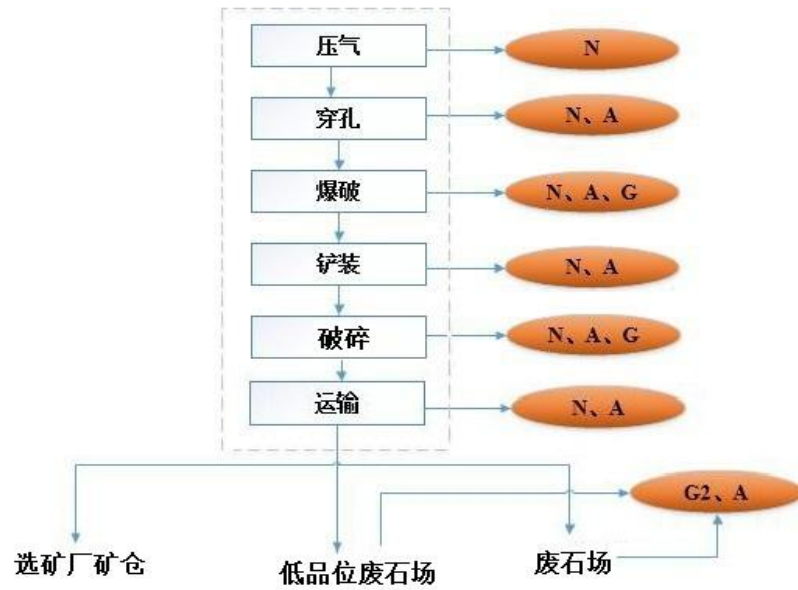 压气
N
穿孔
N、A
爆破
N、A、G
铲装
N、A
破碎
N、A、G
运输
N、A
G2、A
选矿厂矿仓
低品位废石场
废石场